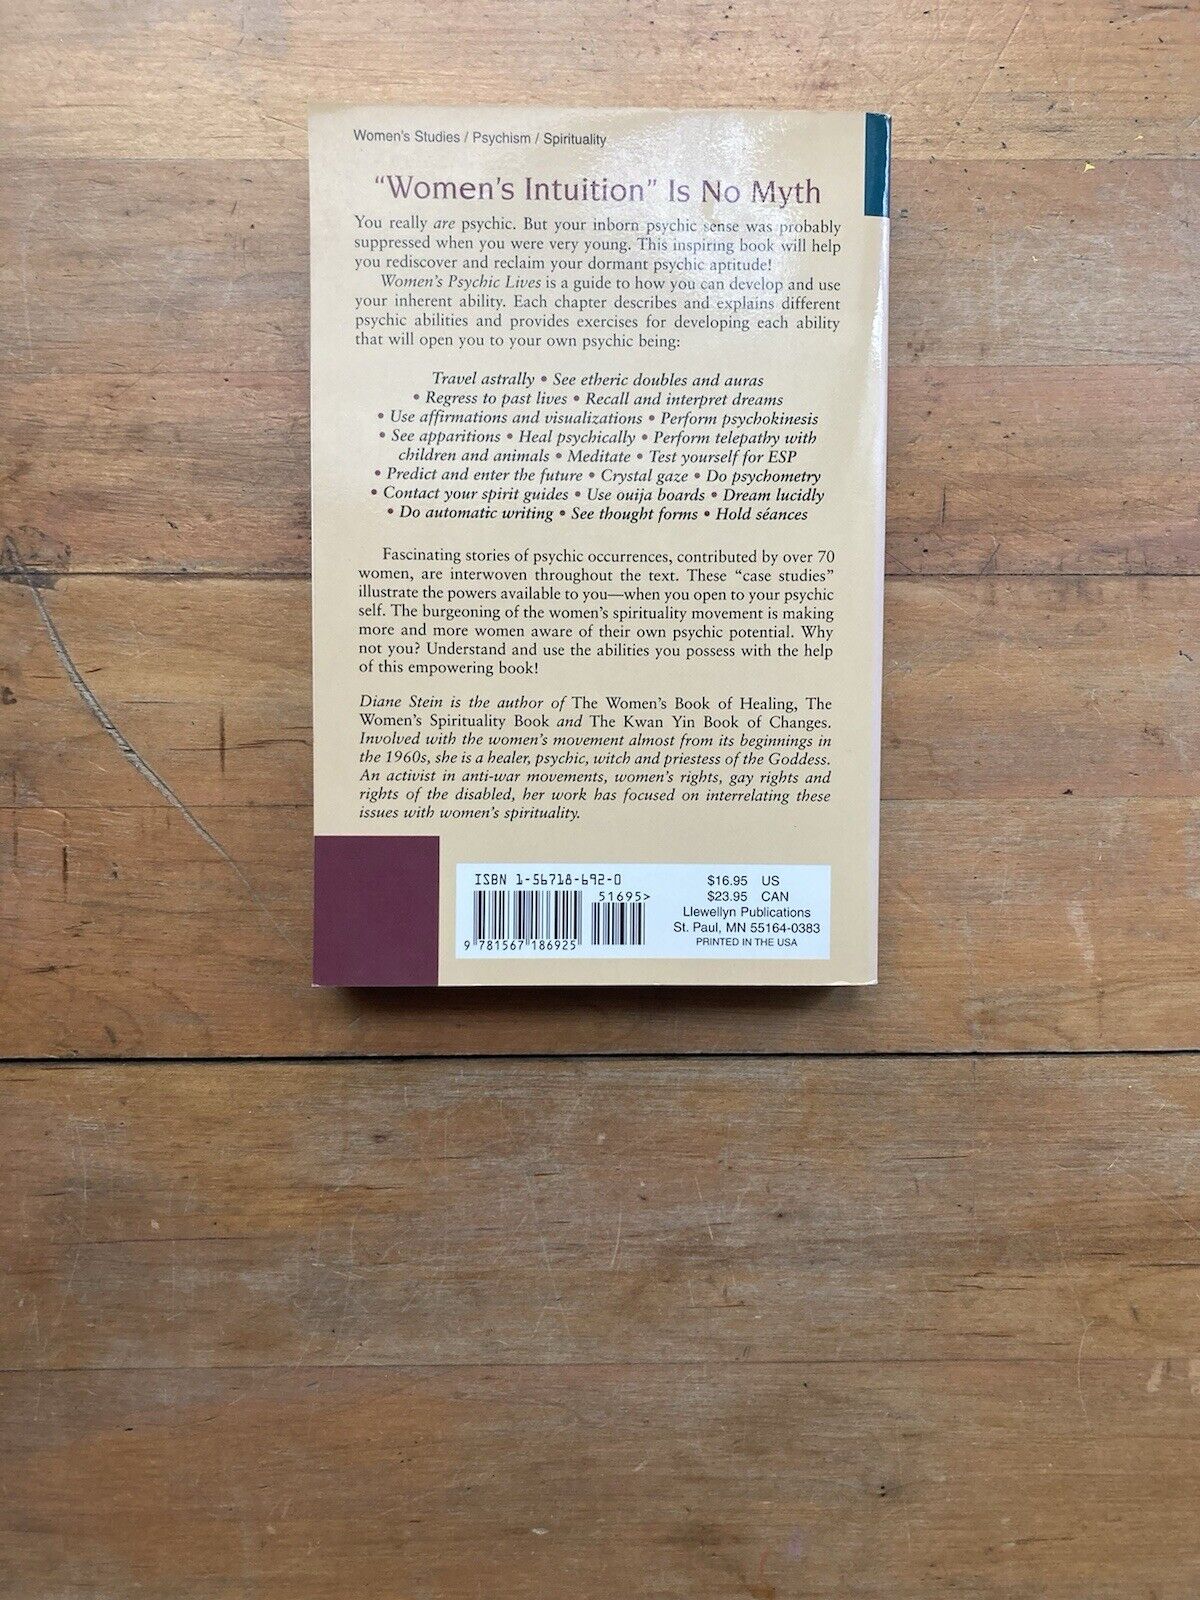 Women's Studies / Psychism / Spirituality
“Women's Intuition” Is No Myth
You really are psychic. But your inborn psychic sense was probably
suppressed when you were very young. This inspiring book will help
you rediscover and reclaim your dormant psychic aptitude!
Women's Psychic Lives is a guide to how you can develop and use
your inherent ability. Each chapter describes and explains different
psychic abilities and provides exercises for developing each ability
that will open you to your own psychic being:
Travel astrally • See etheric doubles and auras
• Regress to past lives • Recall and interpret dreams
• Use affirmations and visualizations • Perform psychokinesis
• See apparitions • Heal psychically • Perform telepathy with
children and animals • Meditate • Test yourself for ESP
• Predict and enter the future • Crystal gaze • Do psychometry
• Contact your spirit guides • Use ouija boards • Dream lucidly
• Do automatic writing • See thought forms • Hold séances
Fascinating stories of psychic occurrences, contributed by over 70
women, are interwoven throughout the text. These “case studies”
illustrate the powers available to you—when you open to your psychic
self. The burgeoning of the women's spirituality movement is making
more and more women aware of their own psychic potential. Why
not you? Understand and use the abilities you possess with the help
of this empowering book!
Diane Stein is the author of The Women's Book of Healing, The
Women's Spirituality Book and The Kwan Yin Book of Changes.
Involved with the women's movement almost from its beginnings in
the 1960s, she is a healer, psychic, witch and priestess of the Goddess.
An activist in anti-war movements, women's rights, gay rights and
rights of the disabled, her work has focused on interrelating these
issues with women's spirituality.
ISBN 1-56718-692-0
51695>
9 781567 186925
$16.95 US
$23.95 CAN
Llewellyn Publications
St. Paul, MN 55164-0383
PRINTED IN THE USA